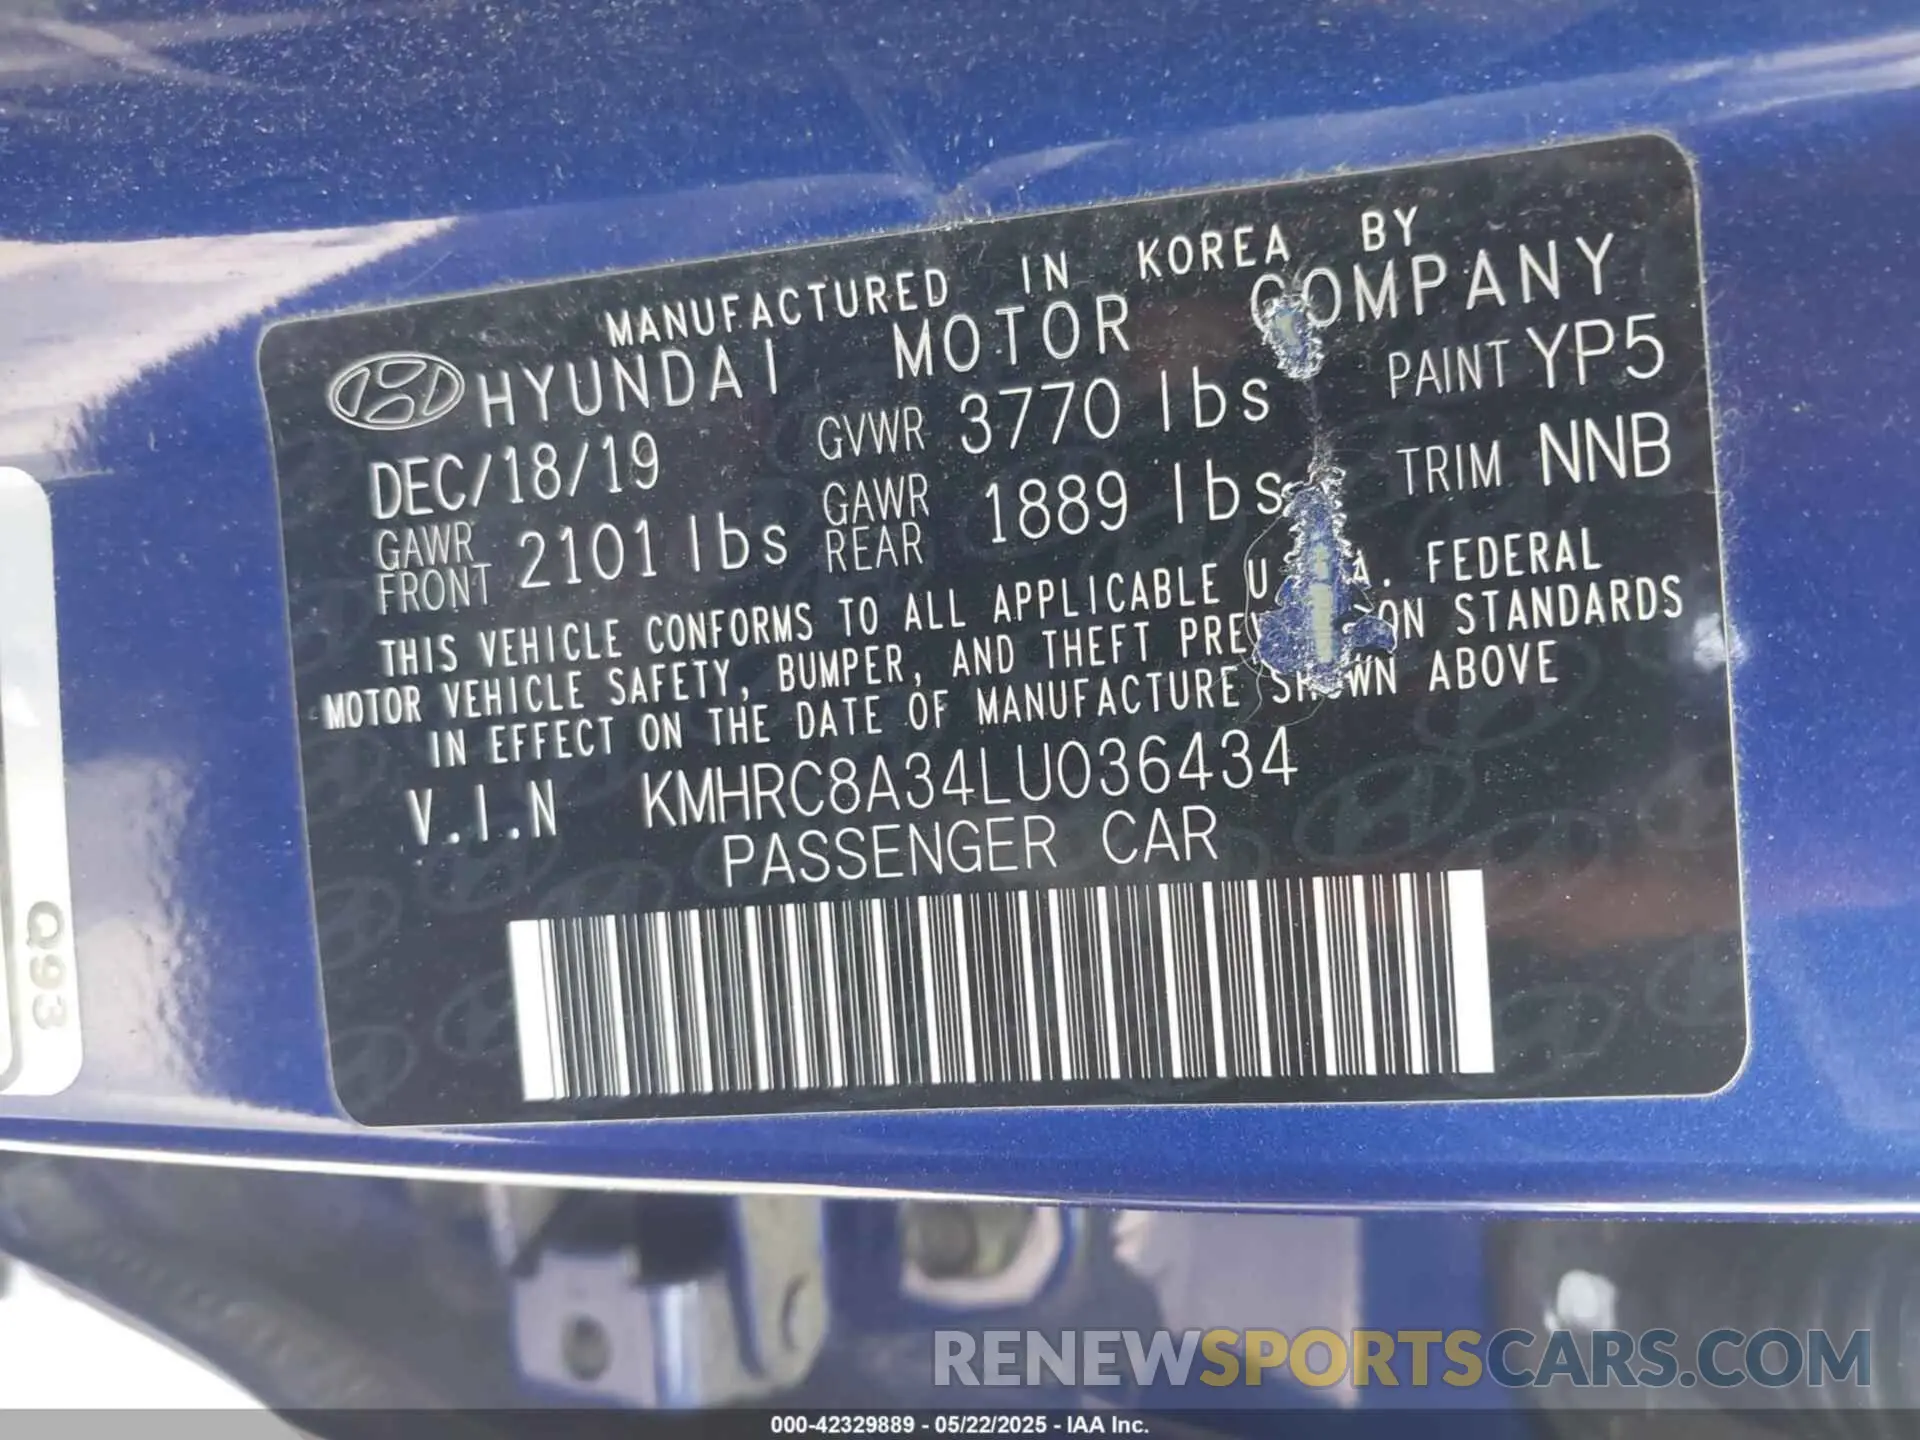 MANUFACTURED IN KOREA BY
HYUNDAI MOTOR COMPANY
DEC/18/19 GVWR 3770 lbs PAINT YP5
GAWR FRONT 2101 lbs GAWR REAR 1889 lbs TRIM NNB
THIS VEHICLE CONFORMS TO ALL APPLICABLE U A. FEDERAL
MOTOR VEHICLE SAFETY, BUMPER, AND THEFT STANDARDS
IN EFFECT ON THE DATE OF MANUFACTURE SHOWN ABOVE
V.I.N KMHRC8A34LU036434
PASSENGER CAR
Q93
RENEWSPORTSCARS.COM
000-42329889 - 05/22/2025 - IAA Inc.